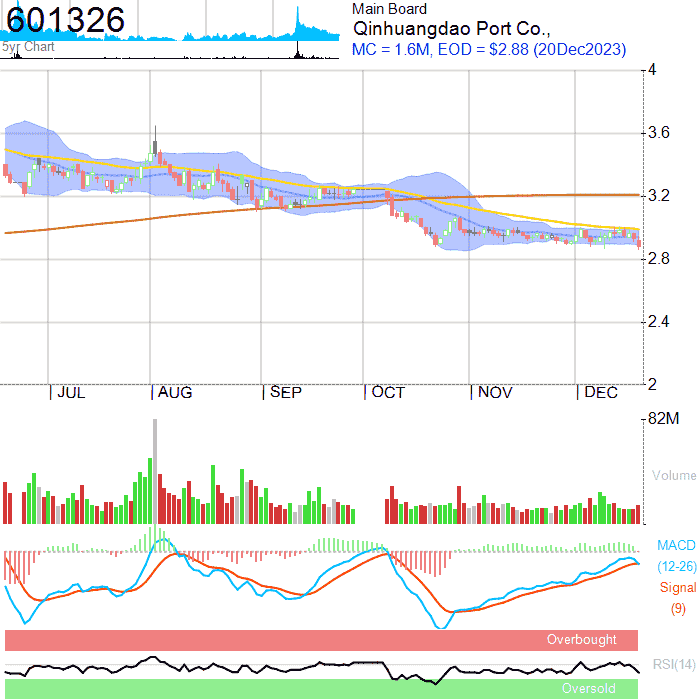 601326
5yr Chart
Main Board
Qinhuangdao Port Co.,
MC = 1.6M, EOD = $2.88 (20Dec2023)
4
3.6
3.2
2.8
2.4
2
JUL AUG SEP OCT NOV DEC
82M
Volume
MACD
(12-26)
Signal
(9)
Overbought
RSI(14)
Oversold